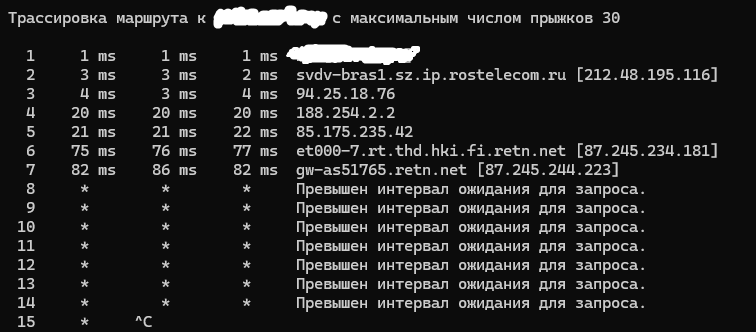 Трассировка маршрута к с максимальным числом прыжков 30
1 1 ms 1 ms 1 ms
2 3 ms 3 ms 2 ms svdv-bras1.sz.ip.rostelecom.ru [212.48.195.116]
3 4 ms 3 ms 4 ms 94.25.18.76
4 20 ms 20 ms 20 ms 188.254.2.2
5 21 ms 21 ms 22 ms 85.175.235.42
6 75 ms 76 ms 77 ms et000-7.rt.thd.hki.fi.retn.net [87.245.234.181]
7 82 ms 86 ms 82 ms gw-as51765.retn.net [87.245.244.223]
8 * * * Превышен интервал ожидания для запроса.
9 * * * Превышен интервал ожидания для запроса.
10 * * * Превышен интервал ожидания для запроса.
11 * * * Превышен интервал ожидания для запроса.
12 * * * Превышен интервал ожидания для запроса.
13 * * * Превышен интервал ожидания для запроса.
14 * * * Превышен интервал ожидания для запроса.
15 * ^C